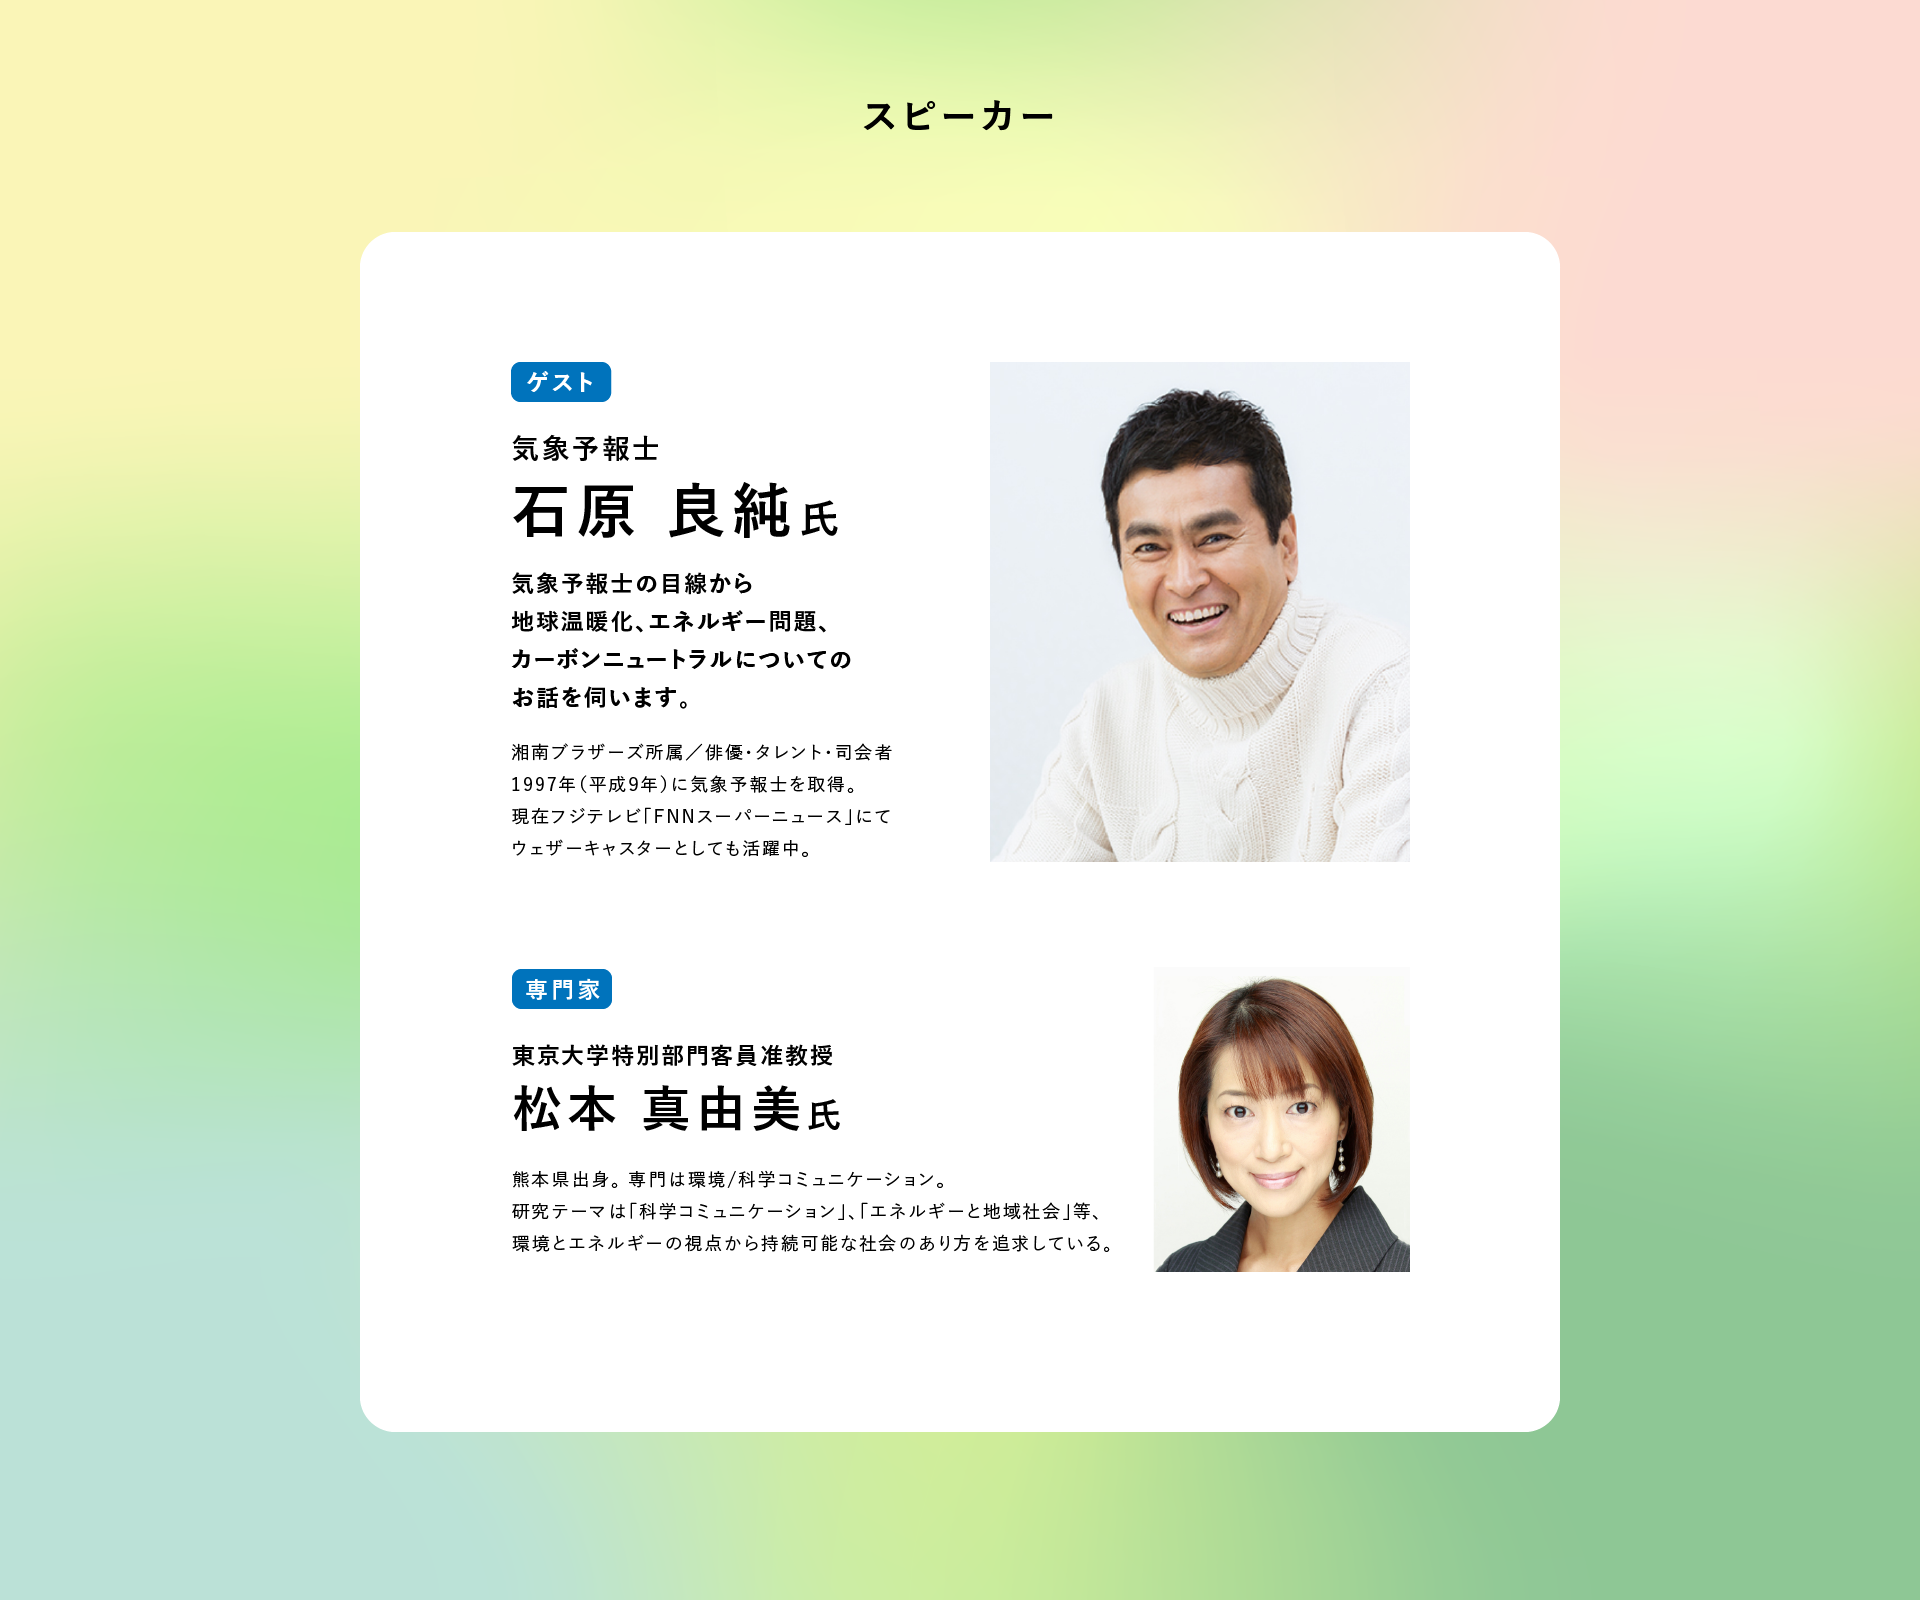 スピーカー
ゲスト
気象予報士
石原 良純氏
気象予報士の目線から
地球温暖化、エネルギー問題、
カーボンニュートラルについての
お話を伺います。
湘南ブラザーズ所属／俳優・タレント・司会者
1997年（平成9年）に気象予報士を取得。
現在フジテレビ「FNNスーパーニュース」にて
ウェザーキャスターとしても活躍中。
専門家
東京大学特別部門客員准教授
松本 真由美氏
熊本県出身。専門は環境/科学コミュニケーション。
研究テーマは「科学コミュニケーション」、「エネルギーと地域社会」等、
環境とエネルギーの視点から持続可能な社会のあり方を追求している。